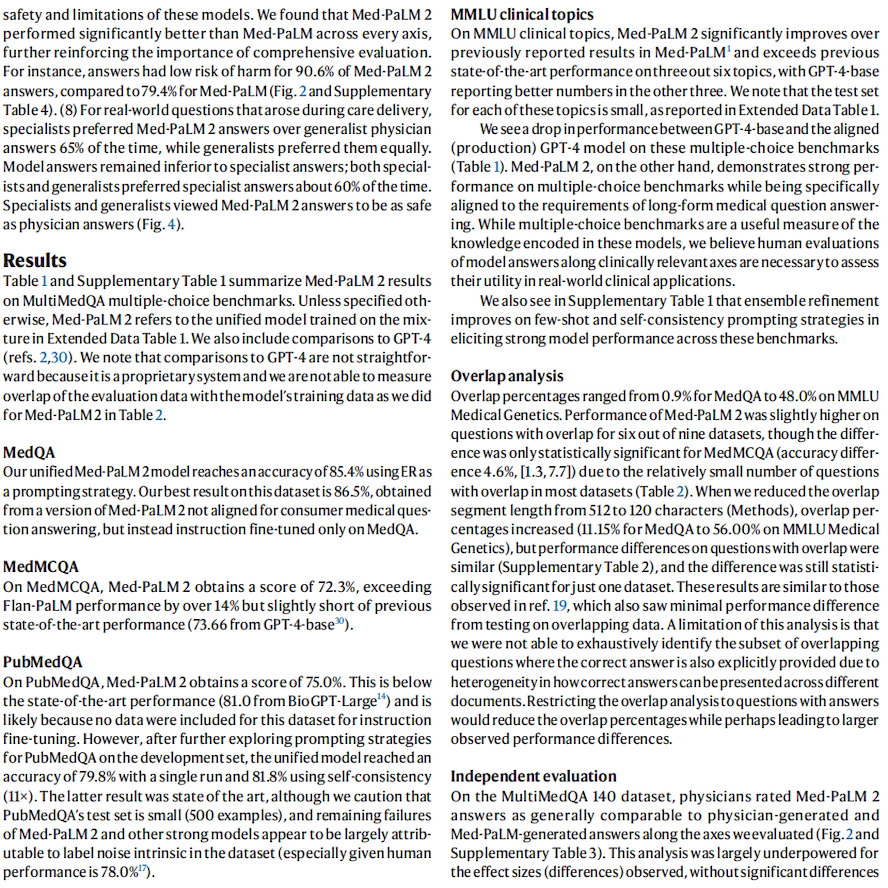 safety and limitations of these models. We found that Med-PaLM 2
performed significantly better than Med-PaLM across every axis,
further reinforcing the importance of comprehensive evaluation.
For instance, answers had low risk of harm for 90.6% of Med-PaLM 2
answers, compared to 79.4% for Med-PaLM (Fig. 2 and Supplementary
Table 4). (8) For real-world questions that arose during care delivery,
specialists preferred Med-PaLM 2 answers over generalist physician
answers 65% of the time, while generalists preferred them equally.
Model answers remained inferior to specialist answers; both special-
ists and generalists preferred specialist answers about 60% of the time.
Specialists and generalists viewed Med-PaLM 2 answers to be as safe
as physician answers (Fig. 4).
Results
Table 1 and Supplementary Table 1 summarize Med-PaLM 2 results
on MultiMedQA multiple-choice benchmarks. Unless specified oth-
erwise, Med-PaLM 2 refers to the unified model trained on the mix-
ture in Extended Data Table 1. We also include comparisons to GPT-4
(refs. 2,30). We note that comparisons to GPT-4 are not straightfor-
ward because it is a proprietary system and we are not able to measure
overlap of the evaluation data with the model's training data as we did
for Med-PaLM 2 in Table 2.
MedQA
Our unified Med-PaLM 2 model reaches an accuracy of 85.4% using ER as
a prompting strategy. Our best result on this dataset is 86.5%, obtained
from a version of Med-PaLM 2 not aligned for consumer medical ques-
tion answering, but instead instruction fine-tuned only on MedQA.
MedMCQA
On MedMCQA, Med-PaLM 2 obtains a score of 72.3%, exceeding
Flan-PaLM performance by over 14% but slightly short of previous
state-of-the-art performance (73.66 from GPT-4-base30).
PubMedQA
On PubMedQA, Med-PaLM 2 obtains a score of 75.0%. This is below
the state-of-the-art performance (81.0 from BioGPT-Large14) and is
likely because no data were included for this dataset for instruction
fine-tuning. However, after further exploring prompting strategies
for PubMedQA on the development set, the unified model reached an
accuracy of 79.8% with a single run and 81.8% using self-consistency
(11×). The latter result was state of the art, although we caution that
PubMedQA's test set is small (500 examples), and remaining failures
of Med-PaLM 2 and other strong models appear to be largely attrib-
utable to label noise intrinsic in the dataset (especially given human
performance is 78.0%17).
MMLU clinical topics
On MMLU clinical topics, Med-PaLM 2 significantly improves over
previously reported results in Med-PaLM1 and exceeds previous
state-of-the-art performance on three out six topics, with GPT-4-base
reporting better numbers in the other three. We note that the test set
for each of these topics is small, as reported in Extended Data Table 1.
We see a drop in performance between GPT-4-base and the aligned
(production) GPT-4 model on these multiple-choice benchmarks
(Table 1). Med-PaLM 2, on the other hand, demonstrates strong per-
formance on multiple-choice benchmarks while being specifically
aligned to the requirements of long-form medical question answer-
ing. While multiple-choice benchmarks are a useful measure of the
knowledge encoded in these models, we believe human evaluations
of model answers along clinically relevant axes are necessary to assess
their utility in real-world clinical applications.
We also see in Supplementary Table 1 that ensemble refinement
improves on few-shot and self-consistency prompting strategies in
eliciting strong model performance across these benchmarks.
Overlap analysis
Overlap percentages ranged from 0.9% for MedQA to 48.0% on MMLU
Medical Genetics. Performance of Med-PaLM 2 was slightly higher on
questions with overlap for six out of nine datasets, though the differ-
ence was only statistically significant for MedMCQA (accuracy differ-
ence 4.6%, [1.3, 7.7]) due to the relatively small number of questions
with overlap in most datasets (Table 2). When we reduced the overlap
segment length from 512 to 120 characters (Methods), overlap per-
centages increased (11.15% for MedQA to 56.00% on MMLU Medical
Genetics), but performance differences on questions with overlap were
similar (Supplementary Table 2), and the difference was still statisti-
cally significant for just one dataset. These results are similar to those
observed in ref. 19, which also saw minimal performance difference
from testing on overlapping data. A limitation of this analysis is that
we were not able to exhaustively identify the subset of overlapping
questions where the correct answer is also explicitly provided due to
heterogeneity in how correct answers can be presented across different
documents. Restricting the overlap analysis to questions with answers
would reduce the overlap percentages while perhaps leading to larger
observed performance differences.
Independent evaluation
On the MultiMedQA 140 dataset, physicians rated Med-PaLM 2
answers as generally comparable to physician-generated and
Med-PaLM-generated answers along the axes we evaluated (Fig. 2 and
Supplementary Table 3). This analysis was largely underpowered for
the effect sizes (differences) observed, without significant differences